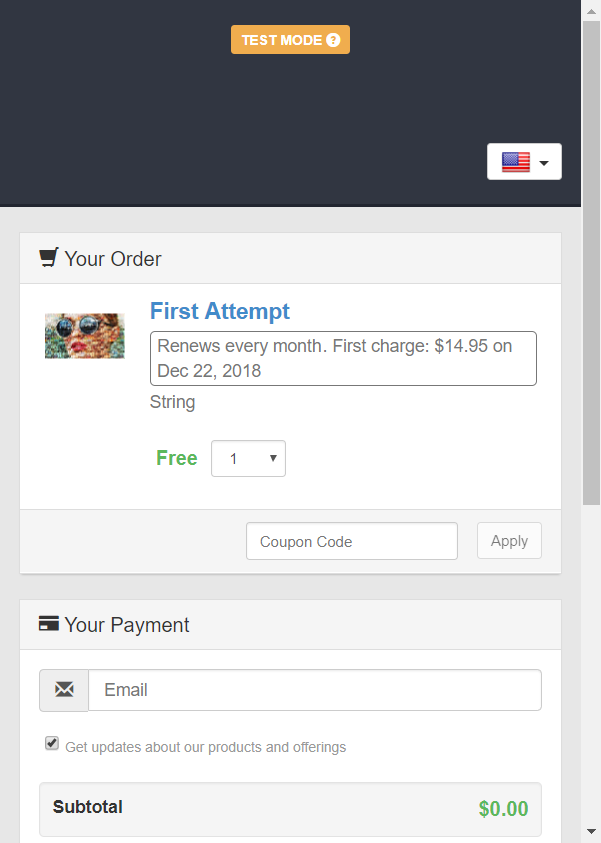 TEST MODE ?
Your Order
First Attempt
Renews every month. First charge: $14.95 on
Dec 22, 2018
String
Free 1
Coupon Code Apply
Your Payment
Email
Get updates about our products and offerings
Subtotal $0.00